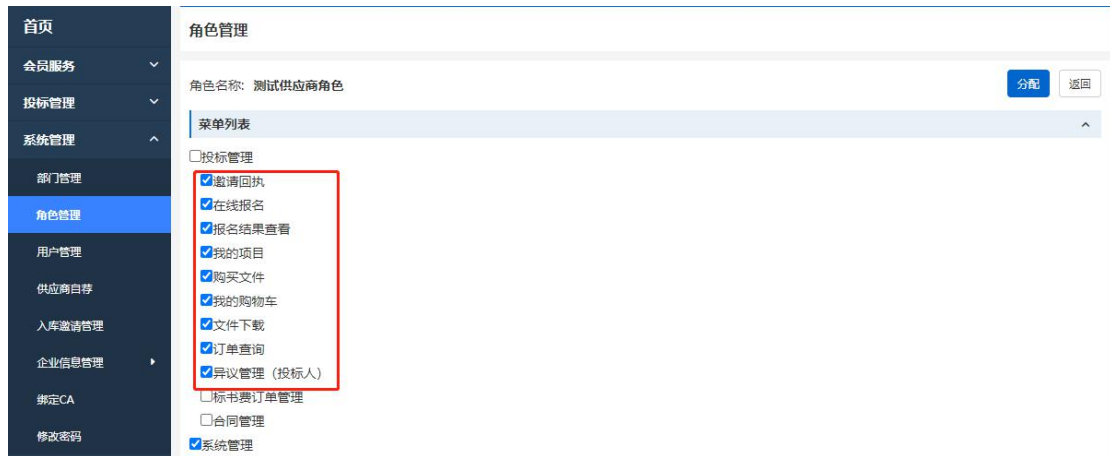 首页
会员服务
投标管理
系统管理
部门管理
角色管理
用户管理
供应商自荐
入库邀请管理
企业信息管理
绑定CA
修改密码
角色管理
角色名称: 测试供应商角色
分配
返回
菜单列表
投标管理
邀请回执
在线报名
报名结果查看
我的项目
购买文件
我的购物车
文件下载
订单查询
异议管理（投标人）
标书费订单管理
合同管理
系统管理